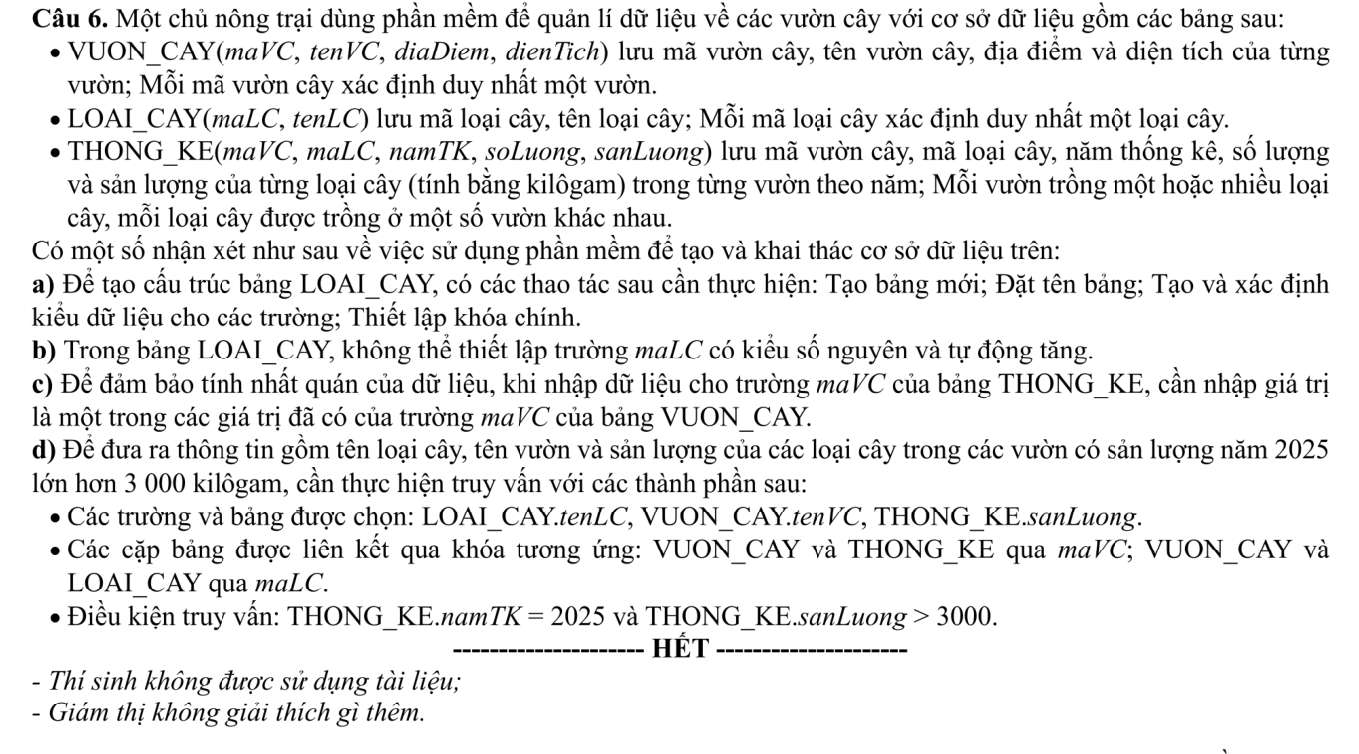 Câu 6. Một chủ nông trại dùng phần mềm để quản lí dữ liệu về các vườn cây với cơ sở dữ liệu gồm các bảng sau:
• VUON_CAY(maVC, tenVC, diaDiem, dienTich) lưu mã vườn cây, tên vườn cây, địa điểm và diện tích của từng
vườn; Mỗi mã vườn cây xác định duy nhất một vườn.
• LOAI_CAY(maLC, tenLC) lưu mã loại cây, tên loại cây; Mỗi mã loại cây xác định duy nhất một loại cây.
• THONG_KE(maVC, maLC, namTK, soLuong, sanLuong) lưu mã vườn cây, mã loại cây, năm thống kê, số lượng
và sản lượng của từng loại cây (tính bằng kilôgam) trong từng vườn theo năm; Mỗi vườn trồng một hoặc nhiều loại
cây, mỗi loại cây được trồng ở một số vườn khác nhau.
Có một số nhận xét như sau về việc sử dụng phần mềm để tạo và khai thác cơ sở dữ liệu trên:
a) Để tạo cấu trúc bảng LOAI_CAY, có các thao tác sau cần thực hiện: Tạo bảng mới; Đặt tên bảng; Tạo và xác định
kiểu dữ liệu cho các trường; Thiết lập khóa chính.
b) Trong bảng LOAI_CAY, không thể thiết lập trường maLC có kiểu số nguyên và tự động tăng.
c) Để đảm bảo tính nhất quán của dữ liệu, khi nhập dữ liệu cho trường maVC của bảng THONG_KE, cần nhập giá trị
là một trong các giá trị đã có của trường maVC của bảng VUON_CAY.
d) Để đưa ra thông tin gồm tên loại cây, tên vườn và sản lượng của các loại cây trong các vườn có sản lượng năm 2025
lớn hơn 3 000 kilôgam, cần thực hiện truy vấn với các thành phần sau:
• Các trường và bảng được chọn: LOAI_CAY.tenLC, VUON_CAY.tenVC, THONG_KE.sanLuong.
• Các cặp bảng được liên kết qua khóa tương ứng: VUON_CAY và THONG_KE qua maVC; VUON_CAY và
LOAI_CAY qua maLC.
• Điều kiện truy vấn: THONG_KE.namTK = 2025 và THONG_KE.sanLuong > 3000.
--------------------- HẾT ---------------------
- Thí sinh không được sử dụng tài liệu;
- Giám thị không giải thích gì thêm.